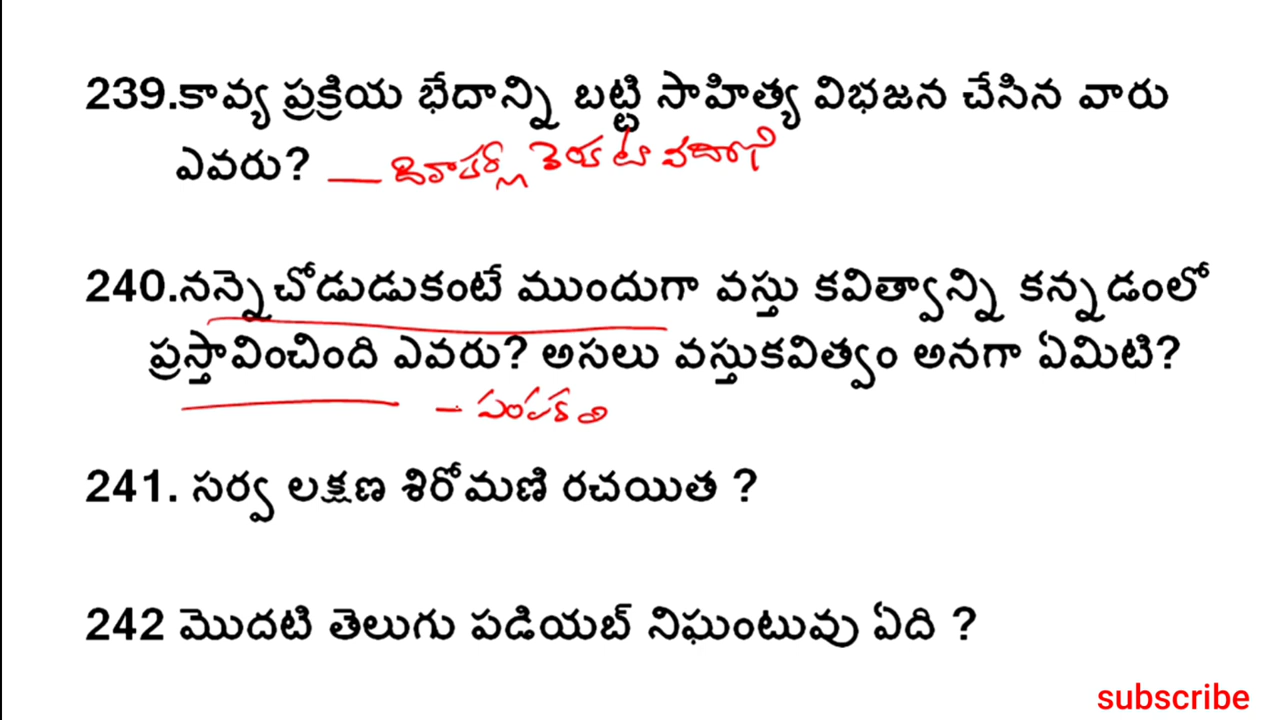 239.కావ్య ప్రక్రియ భేదాన్ని బట్టి సాహిత్య విభజన చేసిన వారు
ఎవరు? —
240.నన్నెచోడుడుకంటే ముందుగా వస్తు కవిత్వాన్ని కన్నడంలో
ప్రస్తావించింది ఎవరు? అసలు వస్తుకవిత్వం అనగా ఏమిటి?
- పంపకవి
241. సర్వ లక్షణ శిరోమణి రచయిత ?
242 మొదటి తెలుగు పడియబ్ నిఘంటువు ఏది ?
subscribe